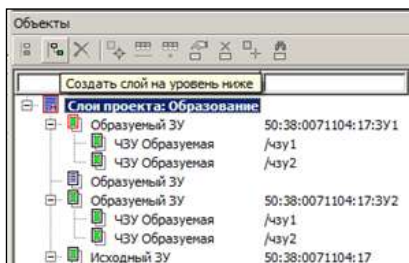 Объекты
Создать слой на уровень ниже
Слои проекта: Образование
Образуемый ЗУ 50:38:0071104:17:ЗУ1
ЧЗУ Образуемая /чзу1
ЧЗУ Образуемая /чзу2
Образуемый ЗУ
Образуемый ЗУ 50:38:0071104:17:ЗУ2
ЧЗУ Образуемая /чзу1
ЧЗУ Образуемая /чзу2
Исходный ЗУ 50:38:0071104:17